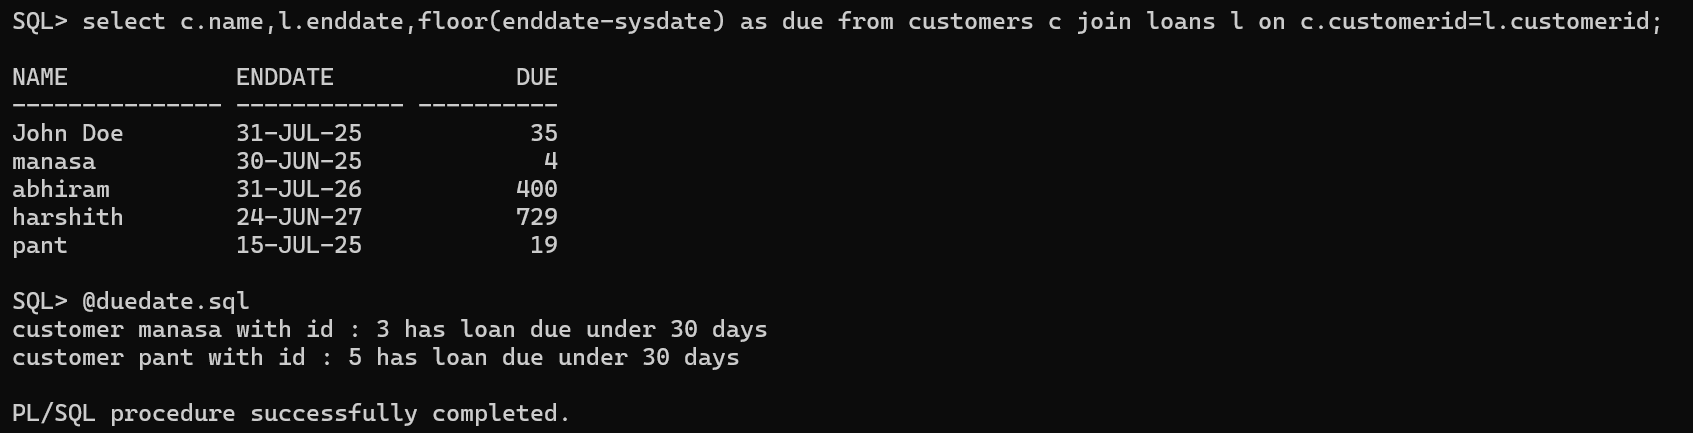 SQL> select c.name,l.enddate,floor(enddate-sysdate) as due from customers c join loans l on c.customerid=l.customerid;
NAME            ENDDATE             DUE
--------------- ------------ ----------
John Doe        31-JUL-25            35
manasa          30-JUN-25             4
abhiram         31-JUL-26           400
harshith        24-JUN-27           729
pant            15-JUL-25            19
SQL> @duedate.sql
customer manasa with id : 3 has loan due under 30 days
customer pant with id : 5 has loan due under 30 days
PL/SQL procedure successfully completed.